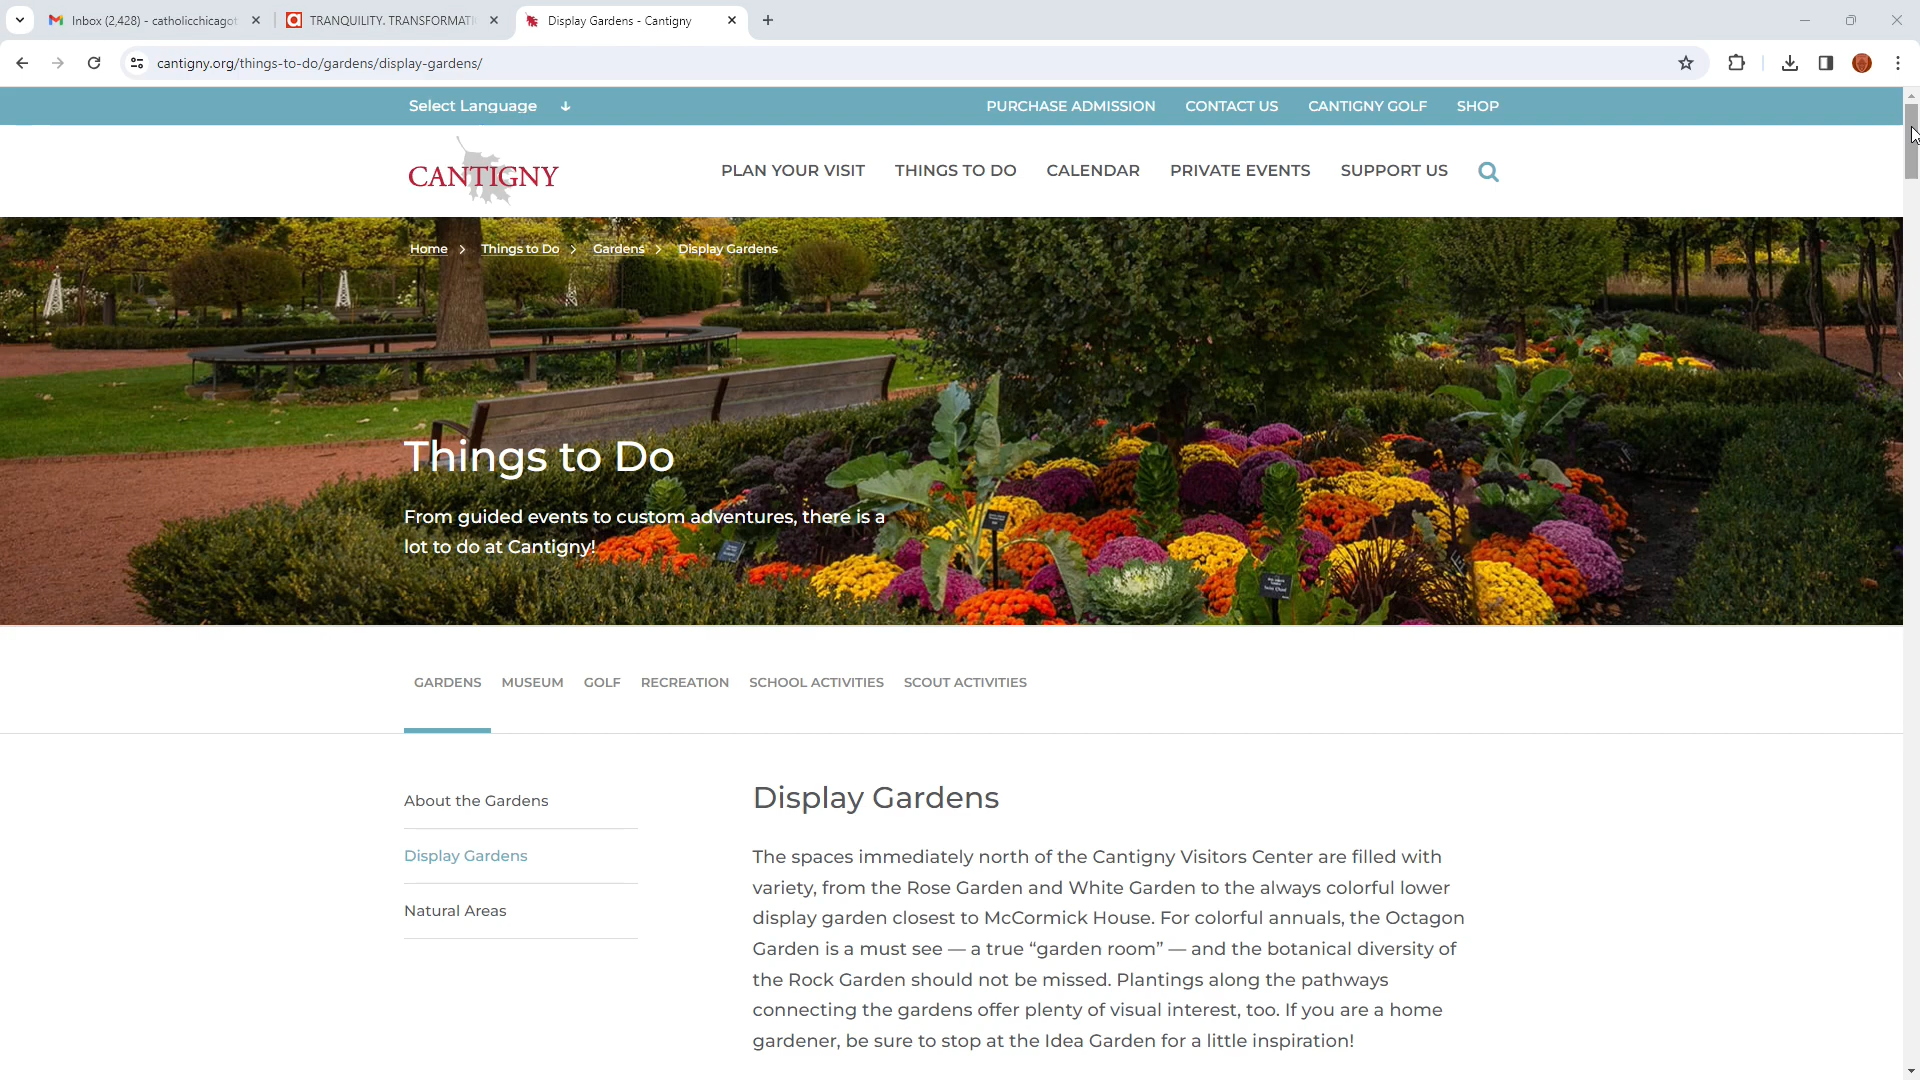 Inbox (2,428) - catholicchicagot
TRANQUILITY. TRANSFORMATI
Display Gardens - Cantigny
cantigny.org/things-to-do/gardens/display-gardens/
Select Language
PURCHASE ADMISSION CONTACT US CANTIGNY GOLF SHOP
CANTIGNY
PLAN YOUR VISIT THINGS TO DO CALENDAR PRIVATE EVENTS SUPPORT US
Home > Things to Do > Gardens > Display Gardens
Things to Do
From guided events to custom adventures, there is a
lot to do at Cantigny!
GARDENS MUSEUM GOLF RECREATION SCHOOL ACTIVITIES SCOUT ACTIVITIES
About the Gardens
Display Gardens
Natural Areas
Display Gardens
The spaces immediately north of the Cantigny Visitors Center are filled with
variety, from the Rose Garden and White Garden to the always colorful lower
display garden closest to McCormick House. For colorful annuals, the Octagon
Garden is a must see — a true “garden room” — and the botanical diversity of
the Rock Garden should not be missed. Plantings along the pathways
connecting the gardens offer plenty of visual interest, too. If you are a home
gardener, be sure to stop at the Idea Garden for a little inspiration!